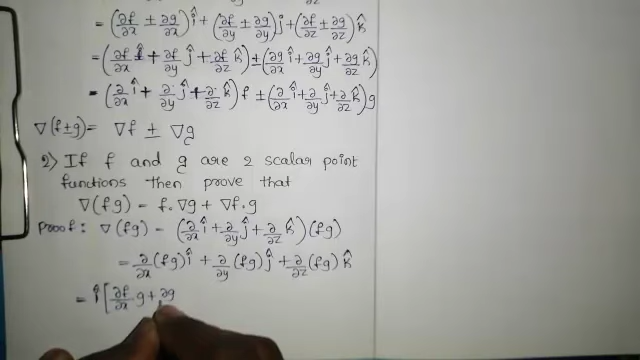 = (∂f/∂x ± ∂g/∂x) î + (∂f/∂y ± ∂g/∂y) ĵ + (∂f/∂z ± ∂g/∂z) k̂
= (∂f/∂x î + ∂f/∂y ĵ + ∂f/∂z k̂) ± (∂g/∂x î + ∂g/∂y ĵ + ∂g/∂z k̂)
= (∂/∂x î + ∂/∂y ĵ + ∂/∂z k̂) f ± (∂/∂x î + ∂/∂y ĵ + ∂/∂z k̂) g
∇(f±g) = ∇f ± ∇g
2) If f and g are 2 scalar point
functions then prove that
∇(fg) = f.∇g + ∇f.g
Proof: ∇(fg) = (∂/∂x î + ∂/∂y ĵ + ∂/∂z k̂) (fg)
= ∂/∂x (fg) î + ∂/∂y (fg) ĵ + ∂/∂z (fg) k̂
= î [∂f/∂x g + ∂g